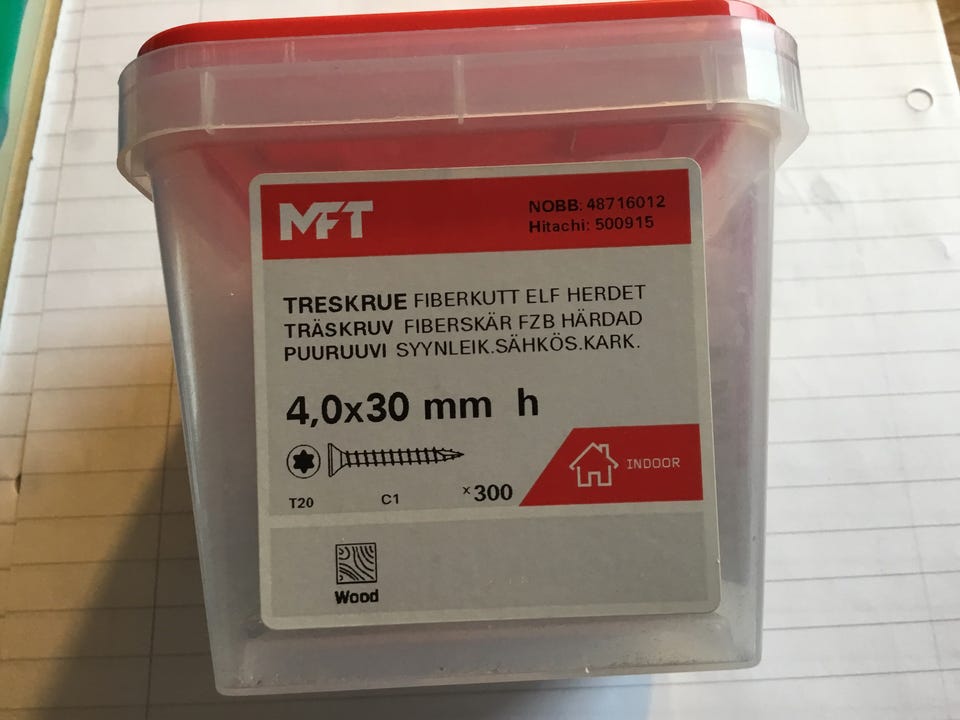 MFT
NOBB: 48716012
Hitachi: 500915
TRESKRUE FIBERKUTT ELF HERDET
TRÄSKRUV FIBERSKÄR FZB HÄRDAD
PUURUUVI SYYNLEIK.SÄHKÖS.KARK.
4,0x30 mm h
INDOOR
T20 C1 x300
Wood